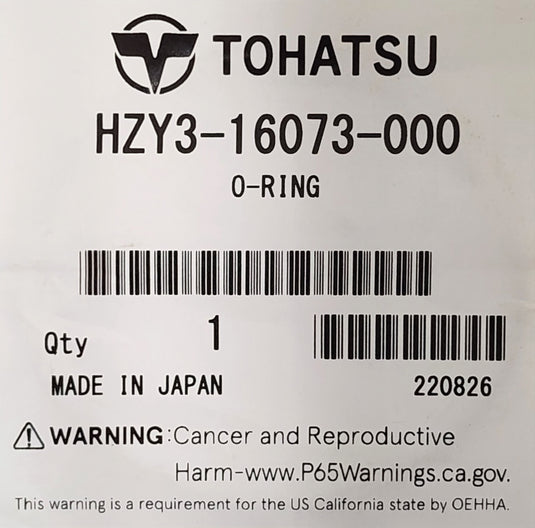 TOHATSU
HZY3-16073-000
O-RING
Qty 1
MADE IN JAPAN 220826
⚠ WARNING:Cancer and Reproductive
Harm-www.P65Warnings.ca.gov.
This warning is a requirement for the US California state by OEHHA.